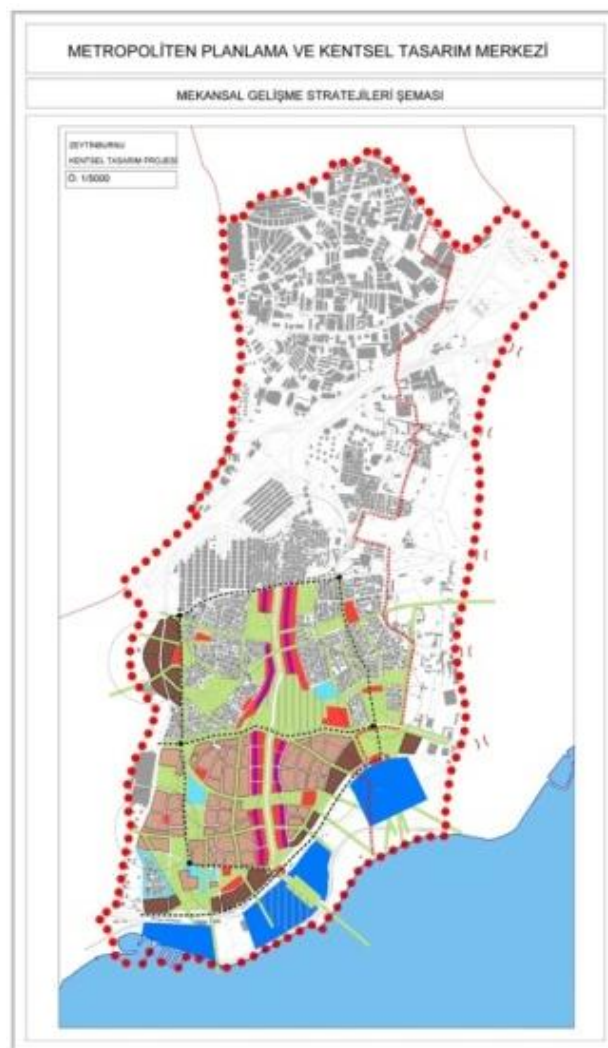 METROPOLİTEN PLANLAMA VE KENTSEL TASARIM MERKEZİ
MEKANSAL GELİŞME STRATEJİLERİ ŞEMASI
ZEYTİNBURNU
KENTSEL TASARIM PROJESİ
Ö: 1/5000